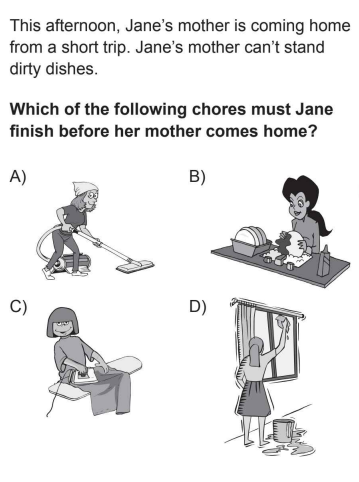 This afternoon, Jane's mother is coming home
from a short trip. Jane's mother can't stand
dirty dishes.
Which of the following chores must Jane
finish before her mother comes home?
A)
B)
C)
D)